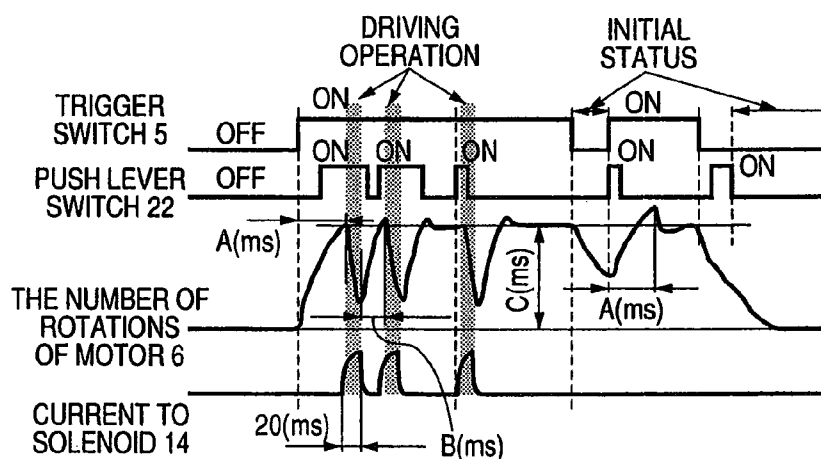 DRIVING
OPERATION
INITIAL
STATUS
TRIGGER
SWITCH 5
OFF
ON
ON
PUSH LEVER
SWITCH 22
OFF
ON
ON
ON
ON
ON
A(ms)
C(ms)
A(ms)
THE NUMBER OF
ROTATIONS
OF MOTOR 6
CURRENT TO
SOLENOID 14
20(ms)
B(ms)